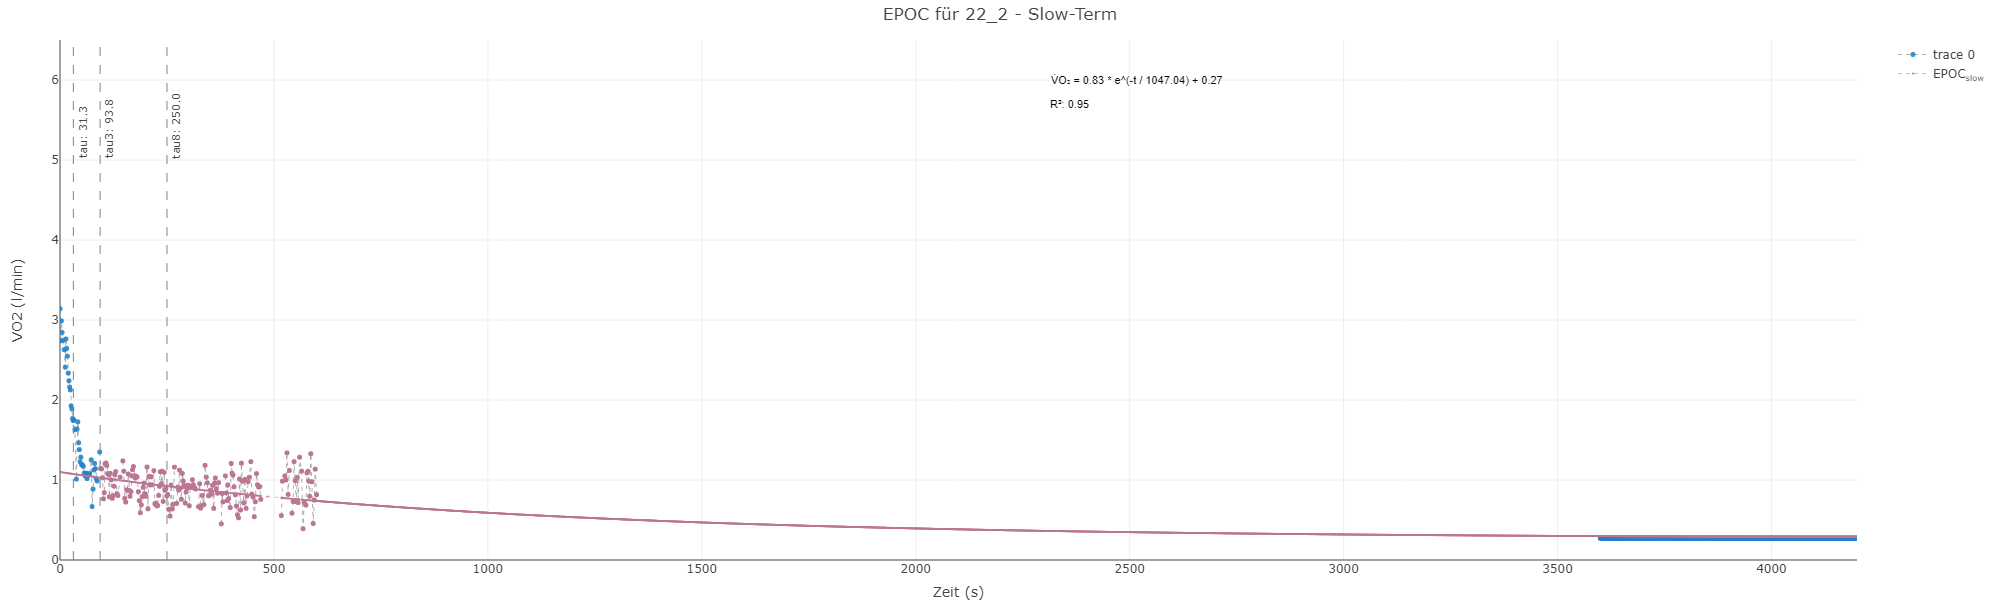 EPOC für 22_2 - Slow-Term
trace 0
EPOCslow
V̇O₂ = 0.83 * e^(-t / 1047.04) + 0.27
R²: 0.95
tau: 31.3
tau3: 93.8
tau8: 250.0
VO2 (l/min)
6
5
4
3
2
1
0
0 500 1000 1500 2000 2500 3000 3500 4000
Zeit (s)